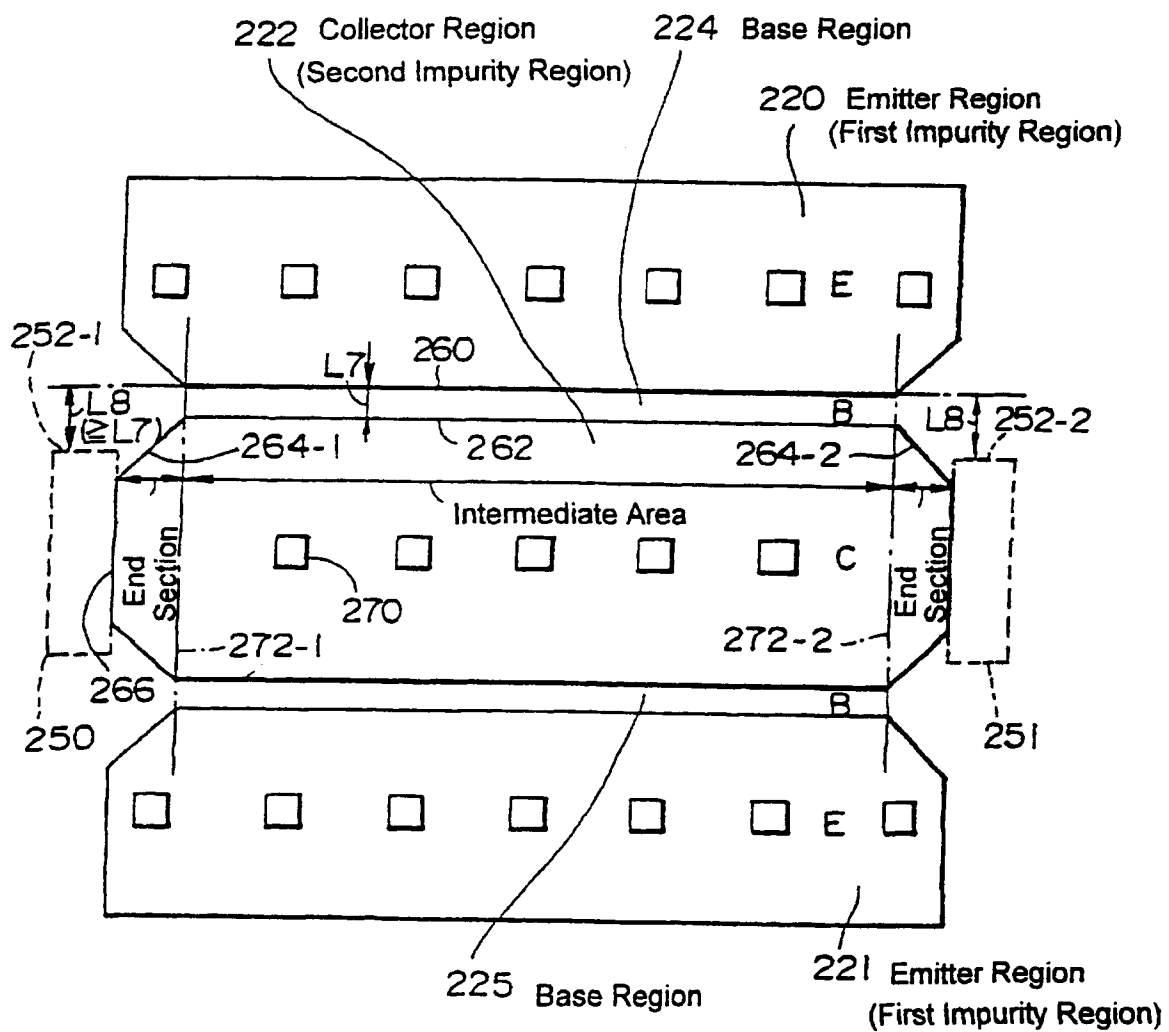 222 Collector Region
(Second Impurity Region)
224 Base Region
220 Emitter Region
(First Impurity Region)
E
252-1
L7
260
L8
(≧L7)
B
L8
252-2
264-1
262
264-2
Intermediate Area
End
Section
270
C
End
Section
272-1
272-2
266
250
B
251
E
225 Base Region
221 Emitter Region
(First Impurity Region)